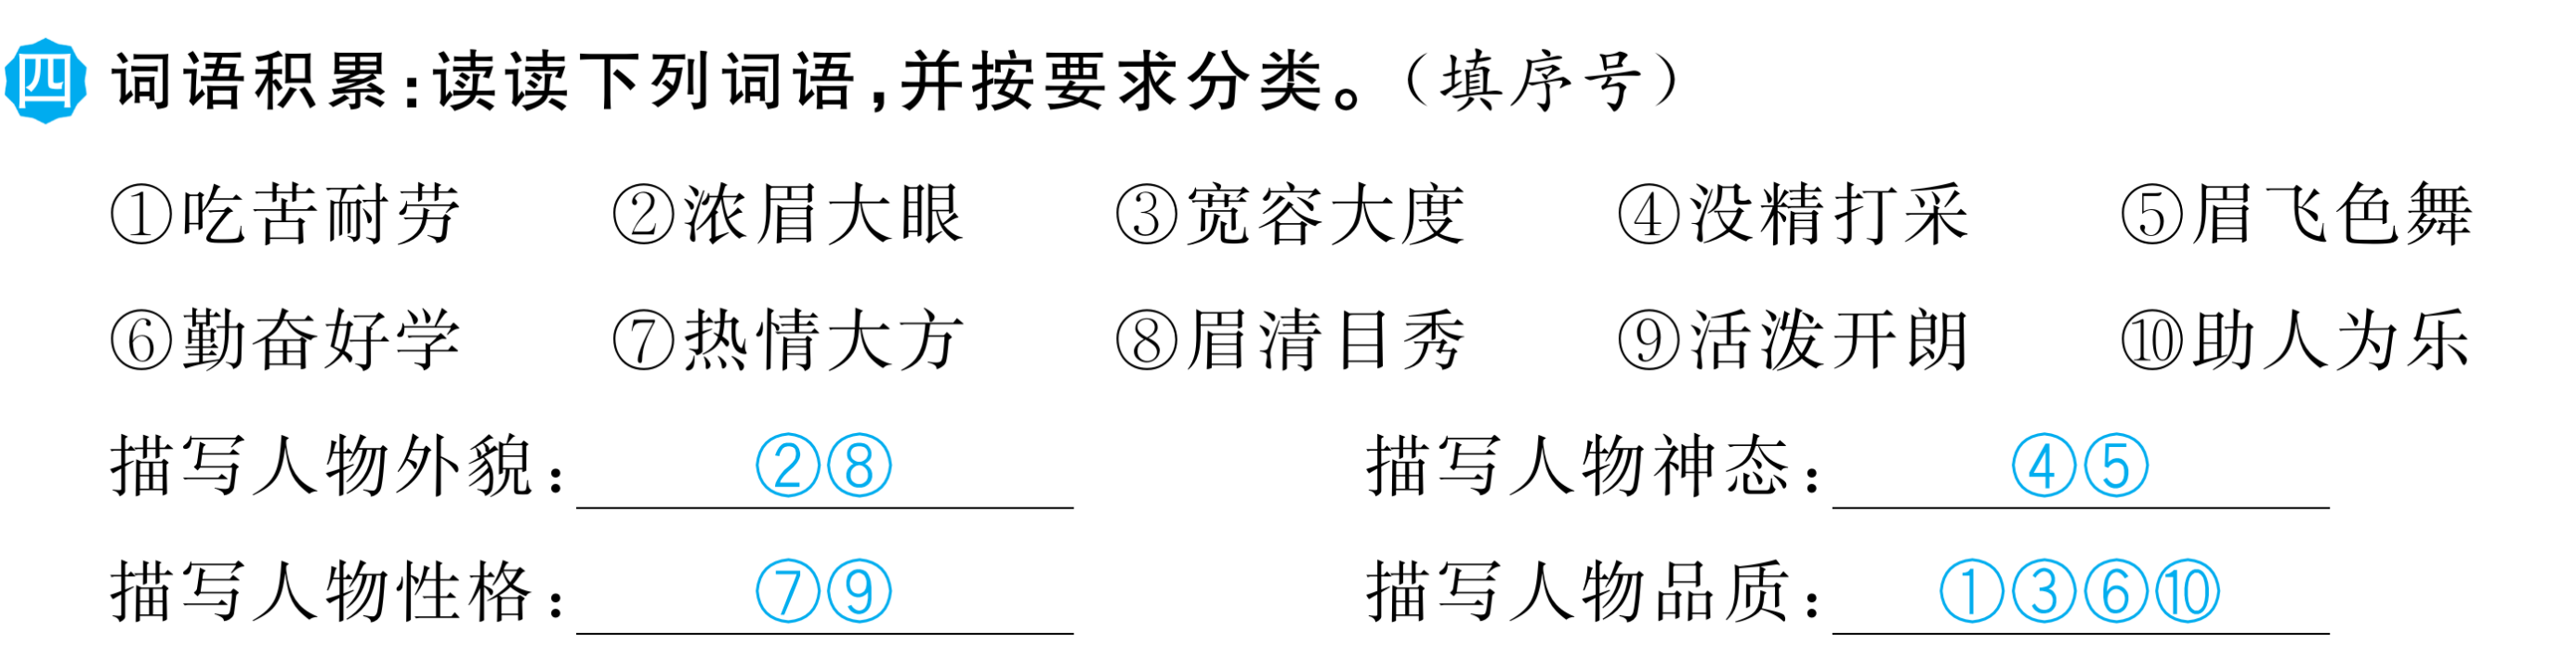 四 词语积累:读读下列词语,并按要求分类。(填序号)
①吃苦耐劳 ②浓眉大眼 ③宽容大度 ④没精打采 ⑤眉飞色舞
⑥勤奋好学 ⑦热情大方 ⑧眉清目秀 ⑨活泼开朗 ⑩助人为乐
描写人物外貌: ②⑧ 描写人物神态: ④⑤
描写人物性格: ⑦⑨ 描写人物品质: ①③⑥⑩